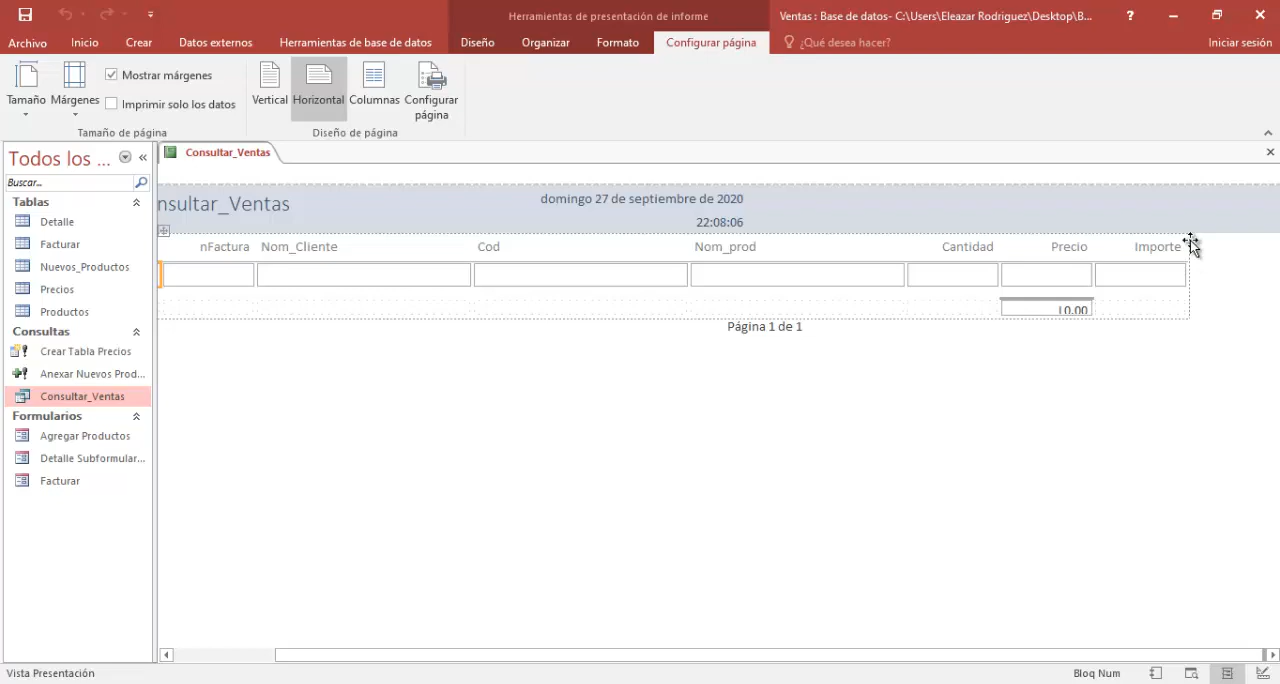 Herramientas de presentación de informe
Ventas : Base de datos- C:\Users\Eleazar Rodriguez\Desktop\B...
?
Archivo
Inicio
Crear
Datos externos
Herramientas de base de datos
Diseño
Organizar
Formato
Configurar página
¿Qué desea hacer?
Iniciar sesión
Tamaño
Márgenes
Mostrar márgenes
Imprimir solo los datos
Tamaño de página
Vertical
Horizontal
Columnas
Configurar
página
Diseño de página
Todos los ...
Buscar...
Tablas
Detalle
Facturar
Nuevos_Productos
Precios
Productos
Consultas
Crear Tabla Precios
Anexar Nuevos Prod...
Consultar_Ventas
Formularios
Agregar Productos
Detalle Subformular...
Facturar
Consultar_Ventas
nsultar_Ventas
domingo 27 de septiembre de 2020
22:08:06
nFactura
Nom_Cliente
Cod
Nom_prod
Cantidad
Precio
Importe
L0.00
Página 1 de 1
Vista Presentación
Bloq Num